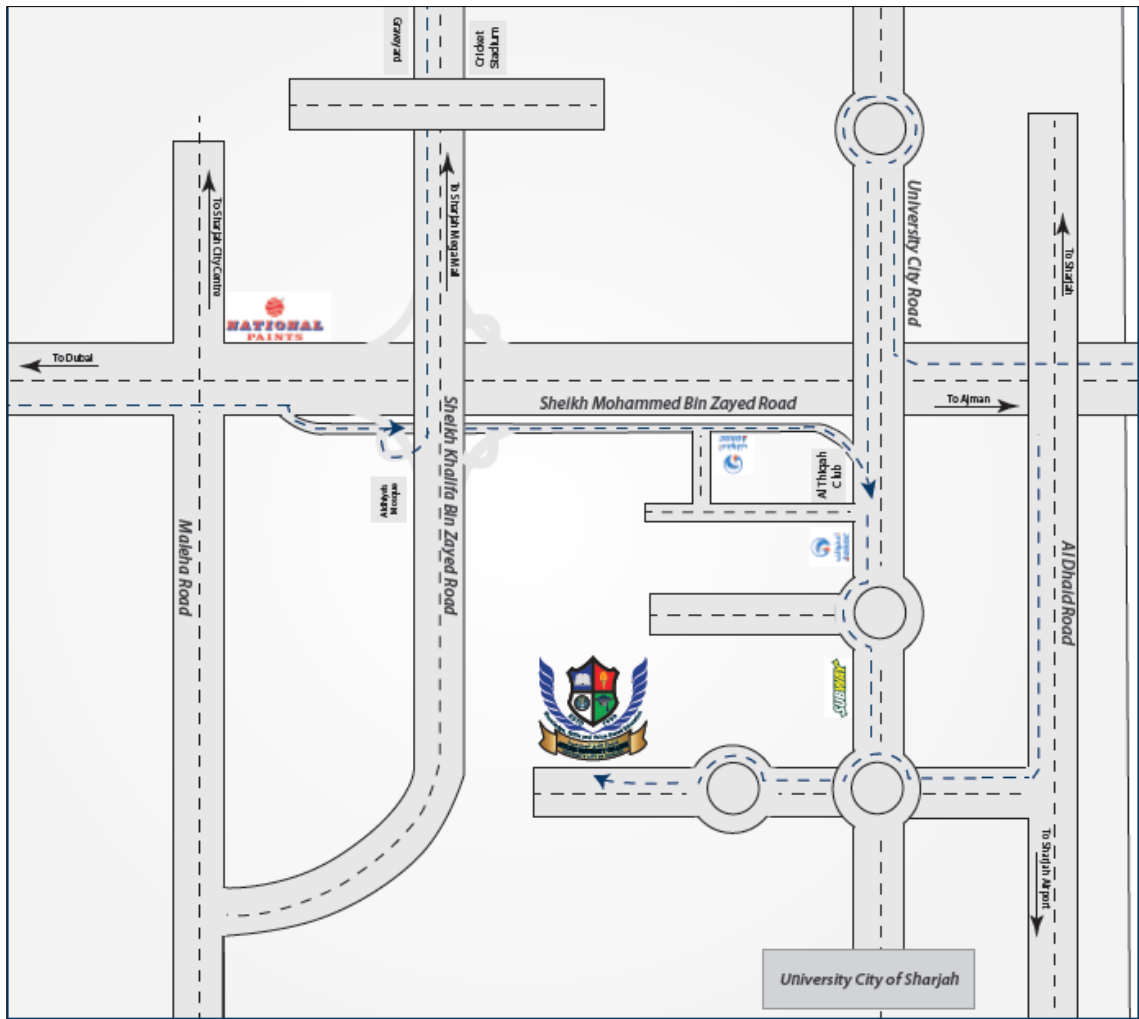 Graveyard
Cricket
Stadium
To Sharjah City Centre
To Sharjah Mega Mall
University City Road
To Sharjah
NATIONAL
PAINTS
To Dubai
Sheikh Mohammed Bin Zayed Road
To Ajman
Sheikh Khalifa Bin Zayed Road
Mosque
Al Thiqah
Club
Maleha Road
Al Dhaid Road
SUBWAY
To Sharjah Airport
University City of Sharjah